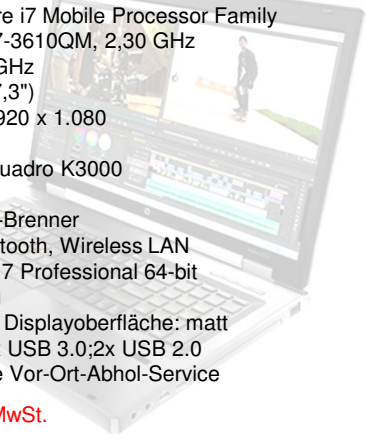 re i7 Mobile Processor Family
7-3610QM, 2,30 GHz
GHz
7,3")
920 x 1.080
uadro K3000
-Brenner
tooth, Wireless LAN
7 Professional 64-bit
Displayoberfläche: matt
USB 3.0;2x USB 2.0
e Vor-Ort-Abhol-Service
MwSt.